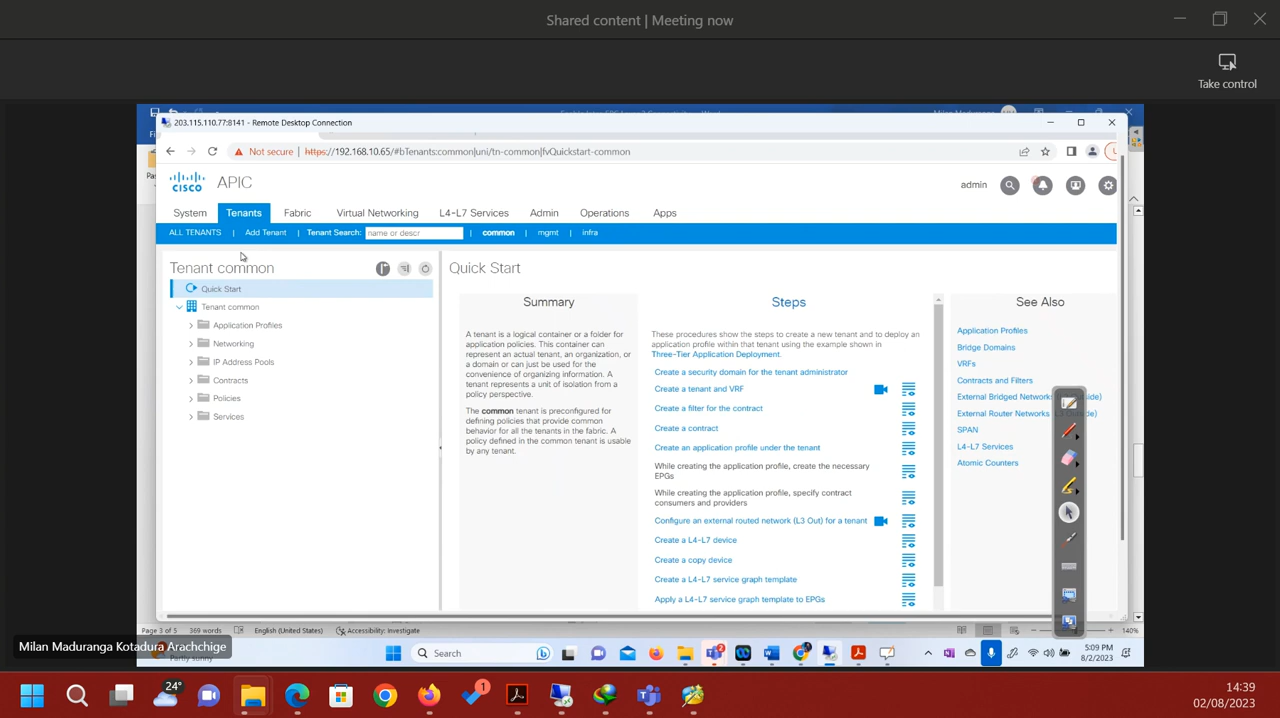 Shared content | Meeting now
Take control
203.115.110.77:8141 - Remote Desktop Connection
Not secure | https://192.168.10.65/#bTenants:common|uni/tn-common|fvQuickstart-common
CISCO APIC
admin
System Tenants Fabric Virtual Networking L4-L7 Services Admin Operations Apps
ALL TENANTS | Add Tenant | Tenant Search: name or descr | common | mgmt | infra
Tenant common
Quick Start
Tenant common
Application Profiles
Networking
IP Address Pools
Contracts
Policies
Services
Quick Start
Summary
A tenant is a logical container or a folder for
application policies. This container can
represent an actual tenant, an organization, or
a domain or can just be used for the
convenience of organizing information. A
tenant represents a unit of isolation from a
policy perspective.
The common tenant is preconfigured for
defining policies that provide common
behavior for all the tenants in the fabric. A
policy defined in the common tenant is usable
by any tenant.
Steps
These procedures show the steps to create a new tenant and to deploy an
application profile within that tenant using the example shown in
Three-Tier Application Deployment.
Create a security domain for the tenant administrator
Create a tenant and VRF
Create a filter for the contract
Create a contract
Create an application profile under the tenant
While creating the application profile, create the necessary
EPGs
While creating the application profile, specify contract
consumers and providers
Configure an external routed network (L3 Out) for a tenant
Create a L4-L7 device
Create a copy device
Create a L4-L7 service graph template
Apply a L4-L7 service graph template to EPGs
See Also
Application Profiles
Bridge Domains
VRFs
Contracts and Filters
External Bridged Network
External Router Networks
SPAN
L4-L7 Services
Atomic Counters
Page 3 of 5 369 words English (United States) Accessibility: Investigate 140%
Milan Maduranga Kotadura Arachchige
Partly sunny
Search
5:09 PM
8/2/2023
24°
14:39
02/08/2023